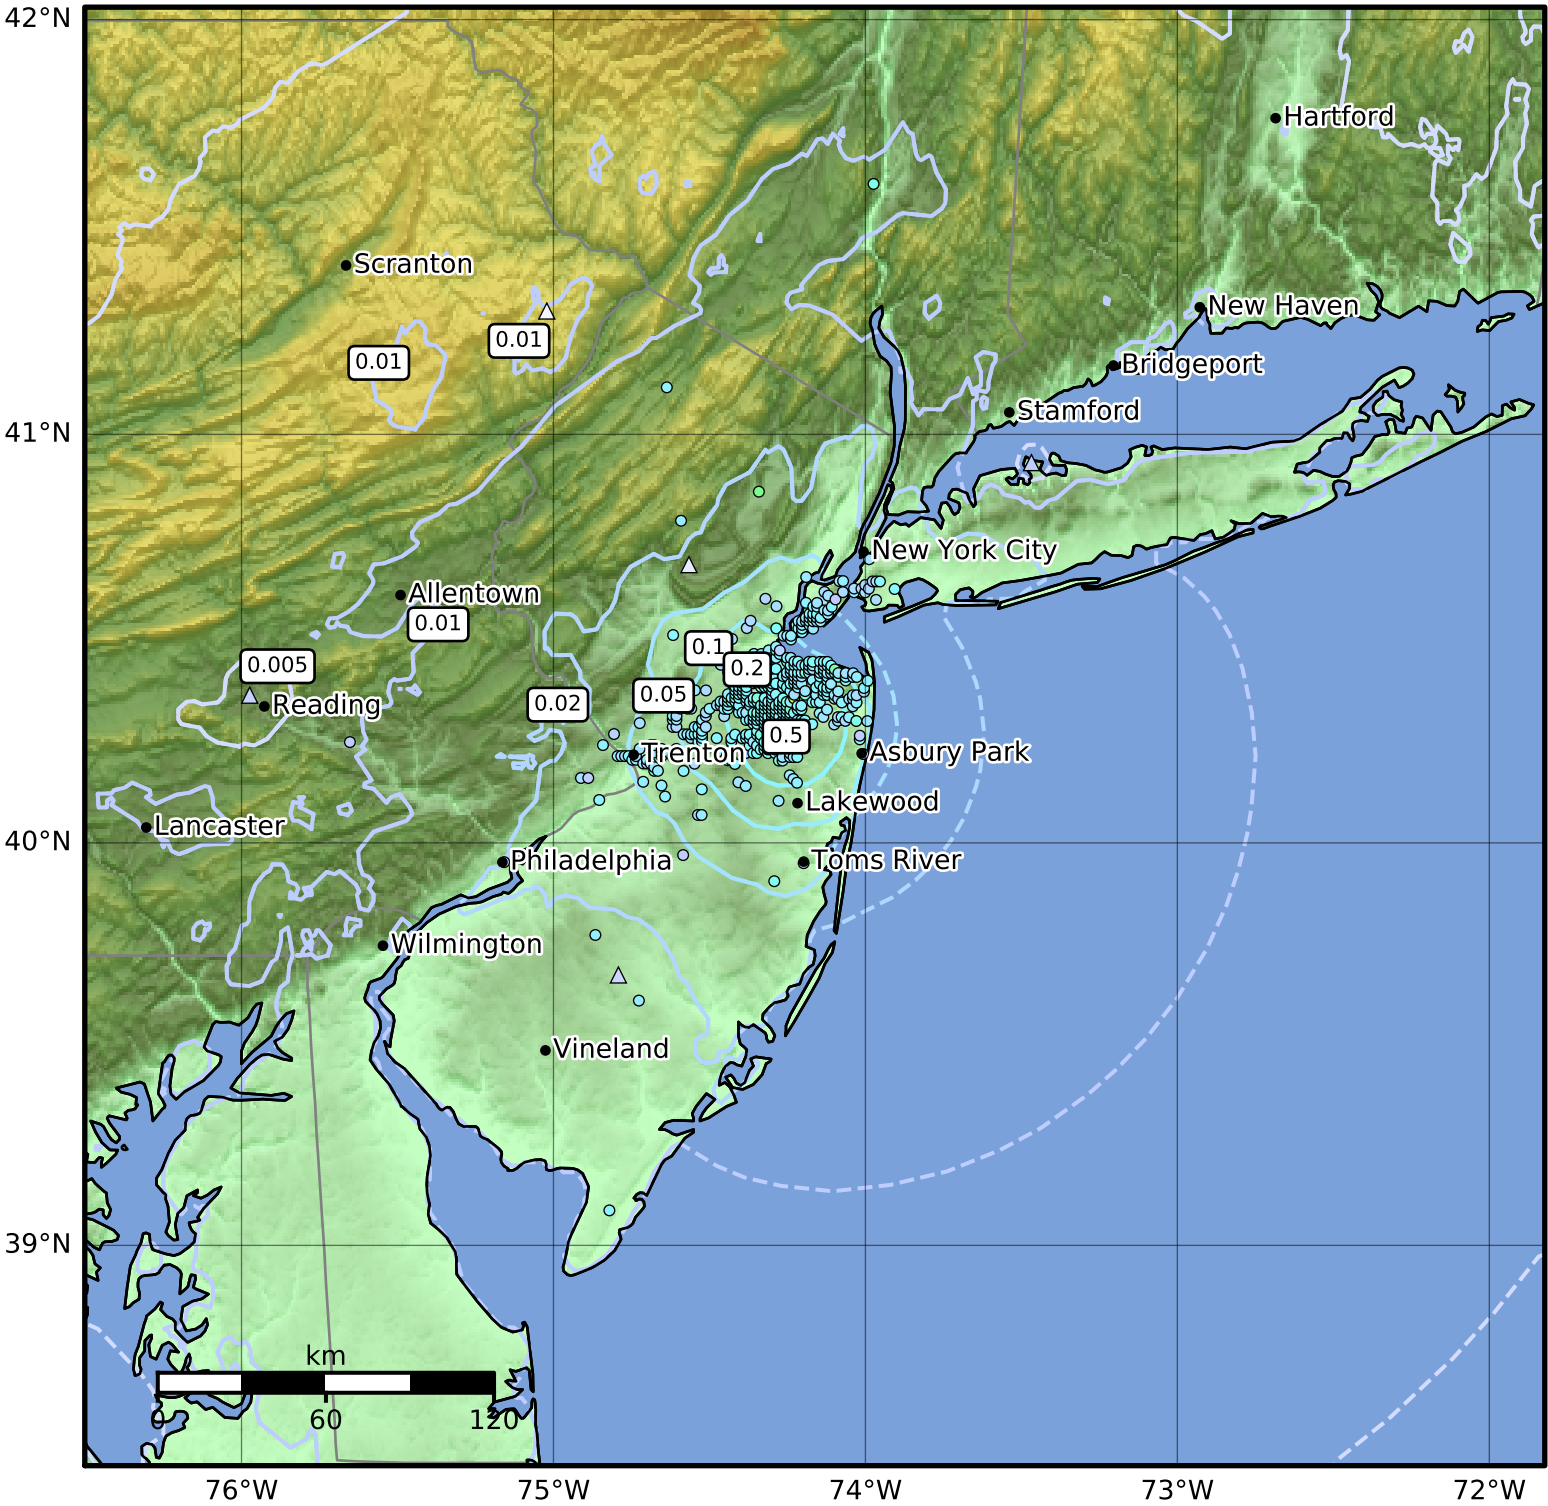 42°N
Hartford
Scranton
New Haven
0.01
0.01
Bridgeport
Stamford
41°N
New York City
Allentown
0.01
0.1
0.005
0.2
0.05
Reading
0.02
0.5
Trenton
Asbury Park
Lakewood
Lancaster
40°N
Philadelphia
Toms River
Wilmington
Vineland
39°N
km
0 60 120
76°W 75°W 74°W 73°W 72°W